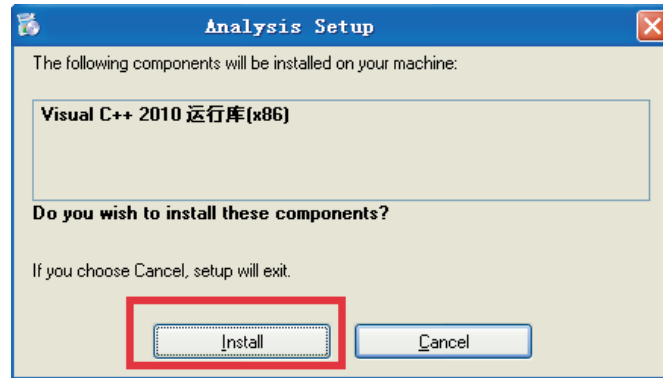 Analysis Setup
The following components will be installed on your machine:
Visual C++ 2010 运行库(x86)
Do you wish to install these components?
If you choose Cancel, setup will exit.
Install
Cancel